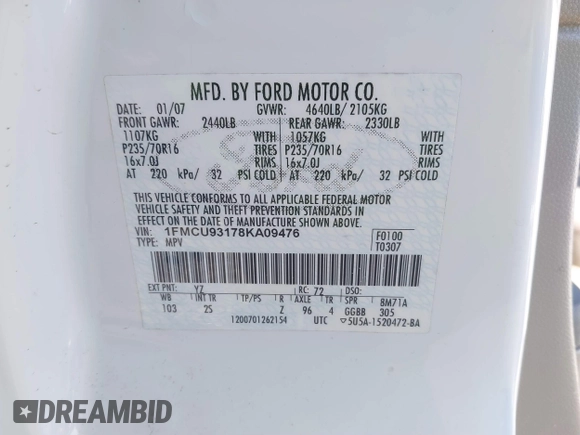 MFD. BY FORD MOTOR CO.
DATE: 01/07 GVWR: 4640LB/ 2105KG
FRONT GAWR: 2440LB REAR GAWR: 2330LB
1107KG WITH 1057KG WITH
P235/70R16 TIRES P235/70R16 TIRES
16x7.0J RIMS 16x7.0J RIMS
AT 220 kPa/ 32 PSI COLD AT 220 kPa/ 32 PSI COLD
THIS VEHICLE CONFORMS TO ALL APPLICABLE FEDERAL MOTOR
VEHICLE SAFETY AND THEFT PREVENTION STANDARDS IN
EFFECT ON THE DATE OF MANUFACTURE SHOWN ABOVE.
VIN: 1FMCU93178KA09476 F0100
TYPE: MPV T0307
EXT PNT: YZ RC: 72 8M71A
WB INT TR TP/PS R AXLE TR SPR
103 2S Z 96 4 GGBB 305
1200701262154 UTC 5U5A-1520472-BA
Ford
DREAMBID